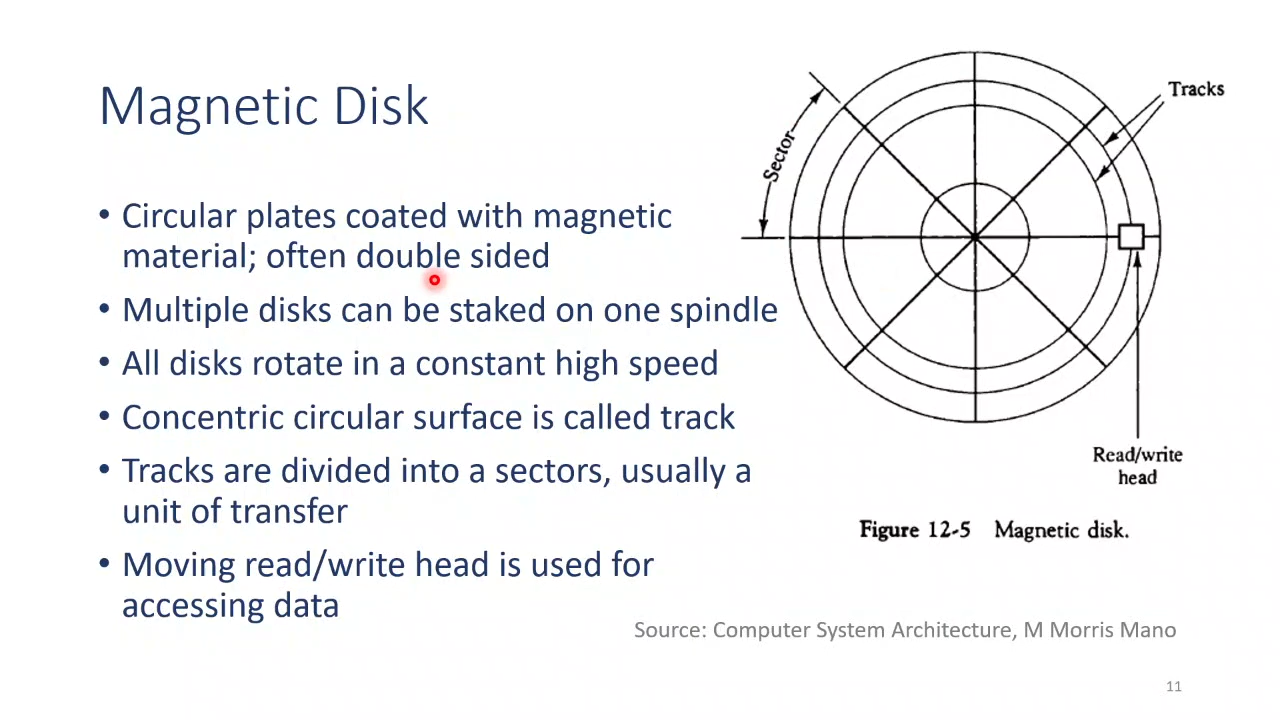 Magnetic Disk
• Circular plates coated with magnetic
material; often double sided
• Multiple disks can be staked on one spindle
• All disks rotate in a constant high speed
• Concentric circular surface is called track
• Tracks are divided into a sectors, usually a
unit of transfer
• Moving read/write head is used for
accessing data
Sector
Tracks
Read/write
head
Figure 12-5 Magnetic disk.
Source: Computer System Architecture, M Morris Mano
11